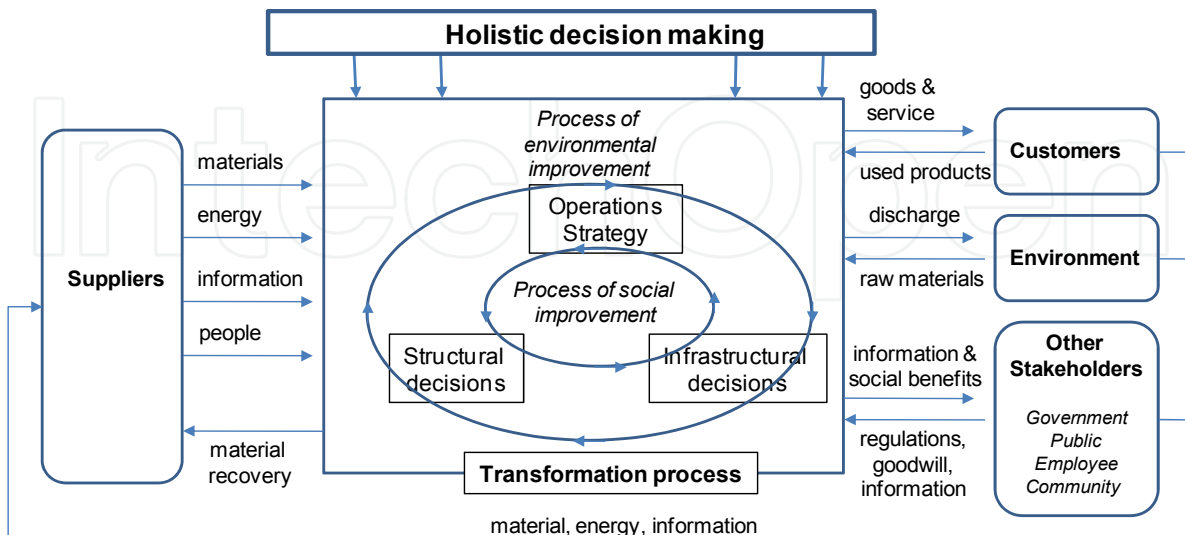 Holistic decision making
goods &
service
Process of
environmental
improvement
Customers
materials
used products
Operations
Strategy
energy
discharge
Suppliers
Environment
information
raw materials
Process of social
improvement
people
Other
Stakeholders
Structural
decisions
Infrastructural
decisions
information &
social benefits
Government
Public
Employee
Community
material
recovery
regulations,
goodwill,
information
Transformation process
material, energy, information
IntechOpen